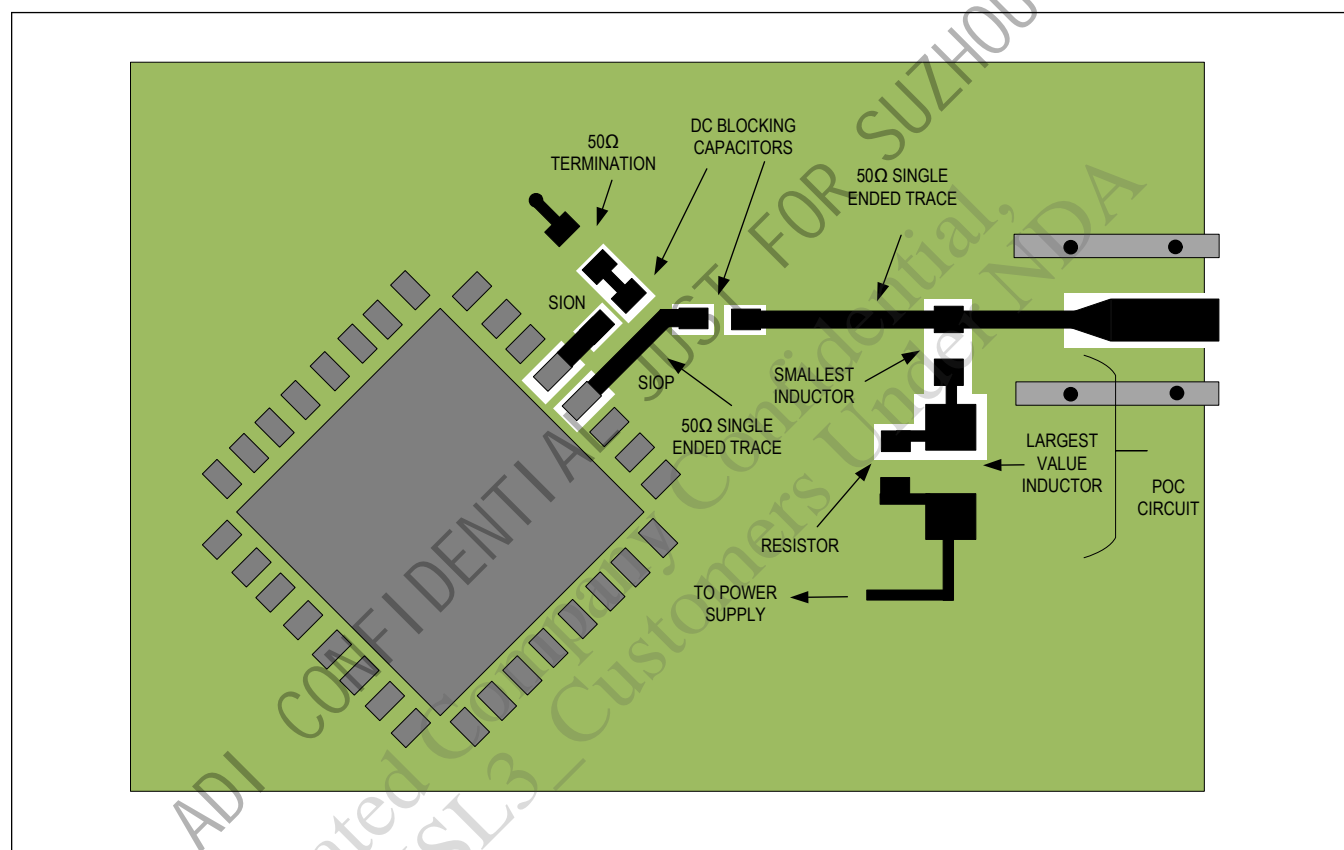 DC BLOCKING
CAPACITORS
50Ω
TERMINATION
50Ω SINGLE
ENDED TRACE
SION
SIOP
SMALLEST
INDUCTOR
50Ω SINGLE
ENDED TRACE
LARGEST
VALUE
INDUCTOR
POC
CIRCUIT
RESISTOR
TO POWER
SUPPLY
ADI CONFIDENTIAL JUST FOR SUZHOU
Company Confidential,
Customers Under NDA